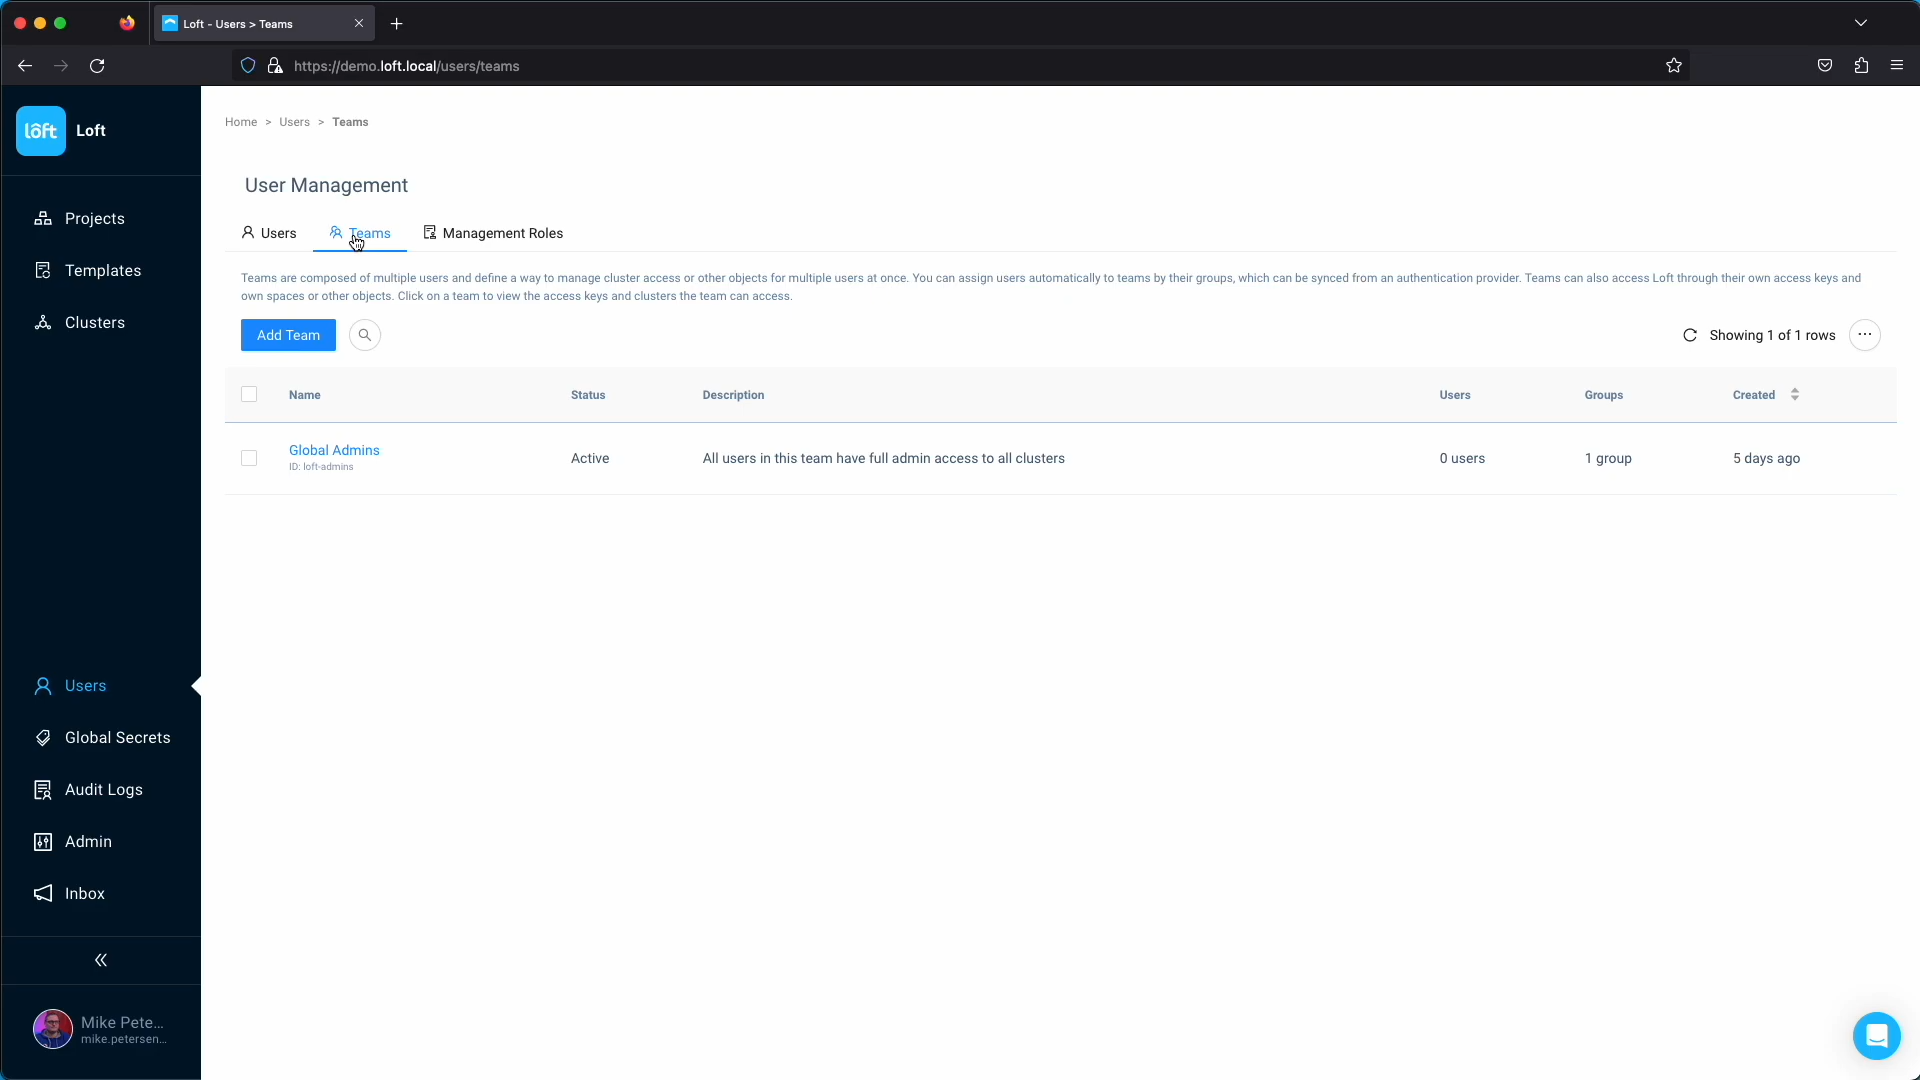 Loft - Users > Teams
https://demo.loft.local/users/teams
lôft
Loft
Projects
Templates
Clusters
Users
Global Secrets
Audit Logs
Admin
Inbox
Mike Pete...
mike.petersen...
Home > Users > Teams
User Management
Users
Teams
Management Roles
Teams are composed of multiple users and define a way to manage cluster access or other objects for multiple users at once. You can assign users automatically to teams by their groups, which can be synced from an authentication provider. Teams can also access Loft through their own access keys and
own spaces or other objects. Click on a team to view the access keys and clusters the team can access.
Add Team
Showing 1 of 1 rows
Name Status Description Users Groups Created
Global Admins Active All users in this team have full admin access to all clusters 0 users 1 group 5 days ago
ID: loft-admins